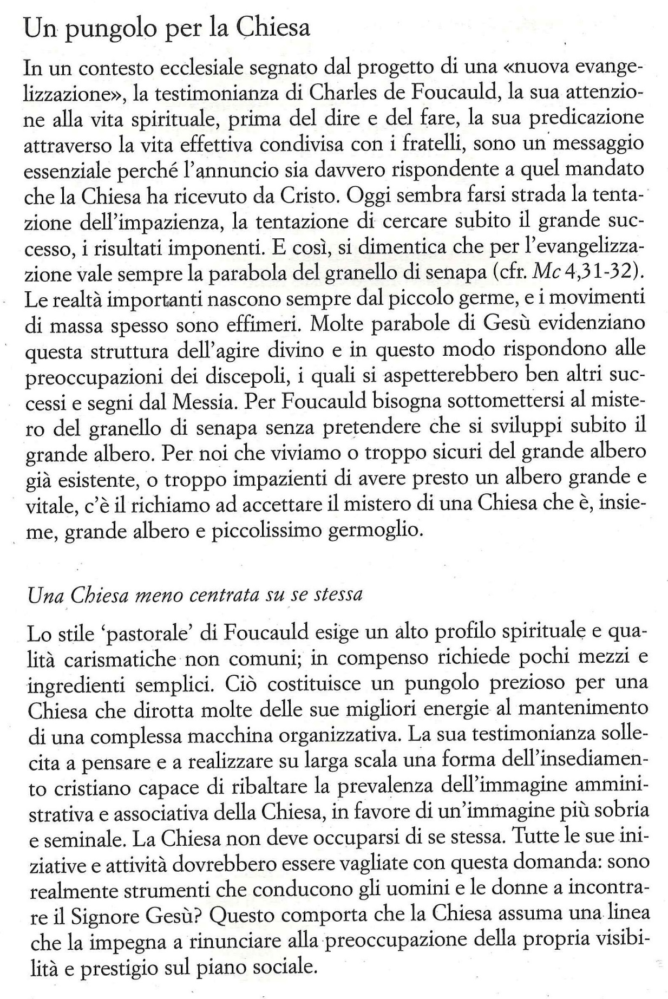 Un pungolo per la Chiesa
In un contesto ecclesiale segnato dal progetto di una «nuova evange-
lizzazione», la testimonianza di Charles de Foucauld, la sua attenzio-
ne alla vita spirituale, prima del dire e del fare, la sua predicazione
attraverso la vita effettiva condivisa con i fratelli, sono un messaggio
essenziale perché l'annuncio sia davvero rispondente a quel mandato
che la Chiesa ha ricevuto da Cristo. Oggi sembra farsi strada la tenta-
zione dell'impazienza, la tentazione di cercare subito il grande suc-
cesso, i risultati imponenti. E così, si dimentica che per l'evangelizza-
zione vale sempre la parabola del granello di senapa (cfr. Mc 4,31-32).
Le realtà importanti nascono sempre dal piccolo germe, e i movimenti
di massa spesso sono effimeri. Molte parabole di Gesù evidenziano
questa struttura dell'agire divino e in questo modo rispondono alle
preoccupazioni dei discepoli, i quali si aspetterebbero ben altri suc-
cessi e segni dal Messia. Per Foucauld bisogna sottomettersi al miste-
ro del granello di senapa senza pretendere che si sviluppi subito il
grande albero. Per noi che viviamo o troppo sicuri del grande albero
già esistente, o troppo impazienti di avere presto un albero grande e
vitale, c'è il richiamo ad accettare il mistero di una Chiesa che è, insie-
me, grande albero e piccolissimo germoglio.
Una Chiesa meno centrata su se stessa
Lo stile 'pastorale' di Foucauld esige un alto profilo spirituale e qua-
lità carismatiche non comuni; in compenso richiede pochi mezzi e
ingredienti semplici. Ciò costituisce un pungolo prezioso per una
Chiesa che dirotta molte delle sue migliori energie al mantenimento
di una complessa macchina organizzativa. La sua testimonianza solle-
cita a pensare e a realizzare su larga scala una forma dell'insediamen-
to cristiano capace di ribaltare la prevalenza dell'immagine ammini-
strativa e associativa della Chiesa, in favore di un'immagine più sobria
e seminale. La Chiesa non deve occuparsi di se stessa. Tutte le sue ini-
ziative e attività dovrebbero essere vagliate con questa domanda: sono
realmente strumenti che conducono gli uomini e le donne a incontra-
re il Signore Gesù? Questo comporta che la Chiesa assuma una linea
che la impegna a rinunciare alla preoccupazione della propria visibi-
lità e prestigio sul piano sociale.